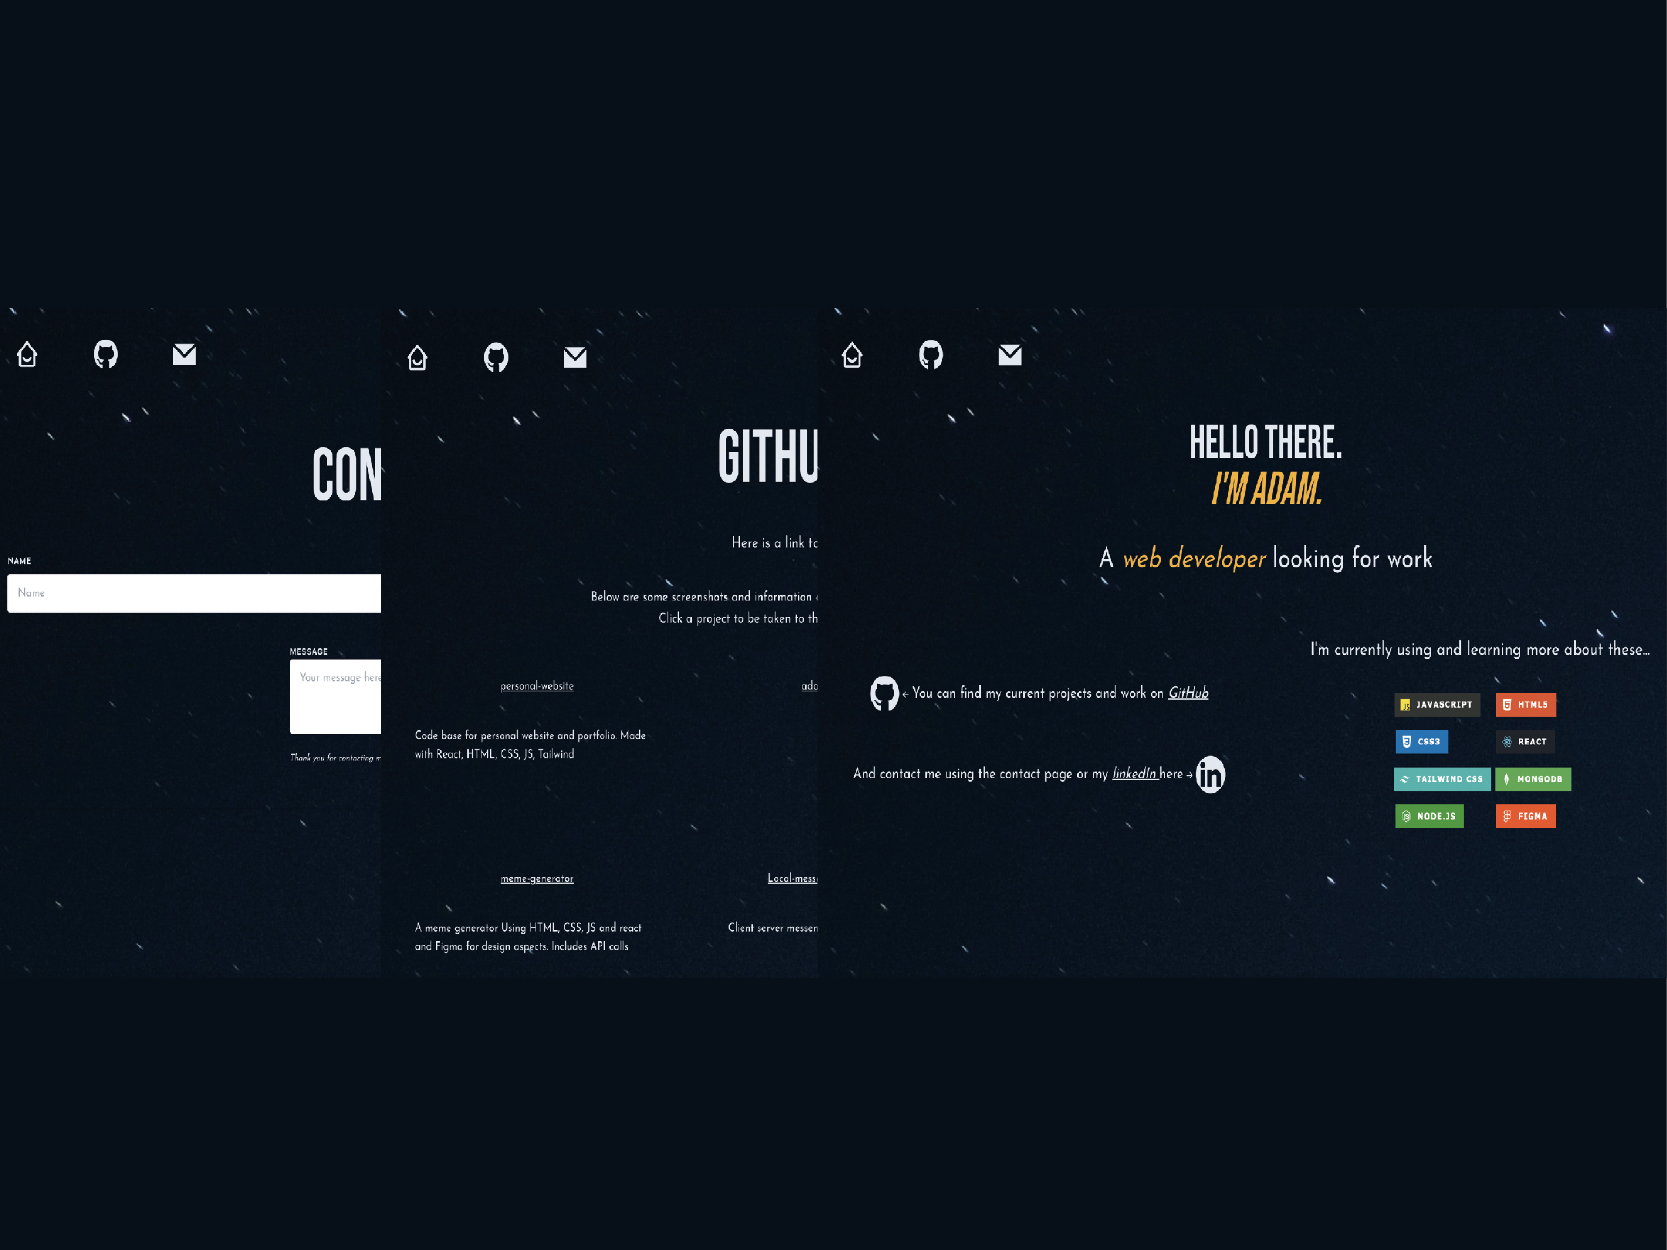 CON
NAME
Name
MESSAGE
Your message here
Thank you for contacting m
GITHU
Here is a link to
Below are some screenshots and information
Click a project to be taken to th
personal-website
ado
Code base for personal website and portfolio. Made
with React, HTML, CSS, JS, Tailwind
meme-generator
Local-mess
A meme generator Using HTML, CSS, JS and react
and Figma for design aspects. Includes API calls
Client server messen
HELLO THERE.
I'M ADAM.
A web developer looking for work
I'm currently using and learning more about these...
← You can find my current projects and work on GitHub
And contact me using the contact page or my linkedIn here → in
JAVASCRIPT
HTML5
CSS3
REACT
TAILWIND CSS
MONGODB
NODE.JS
FIGMA